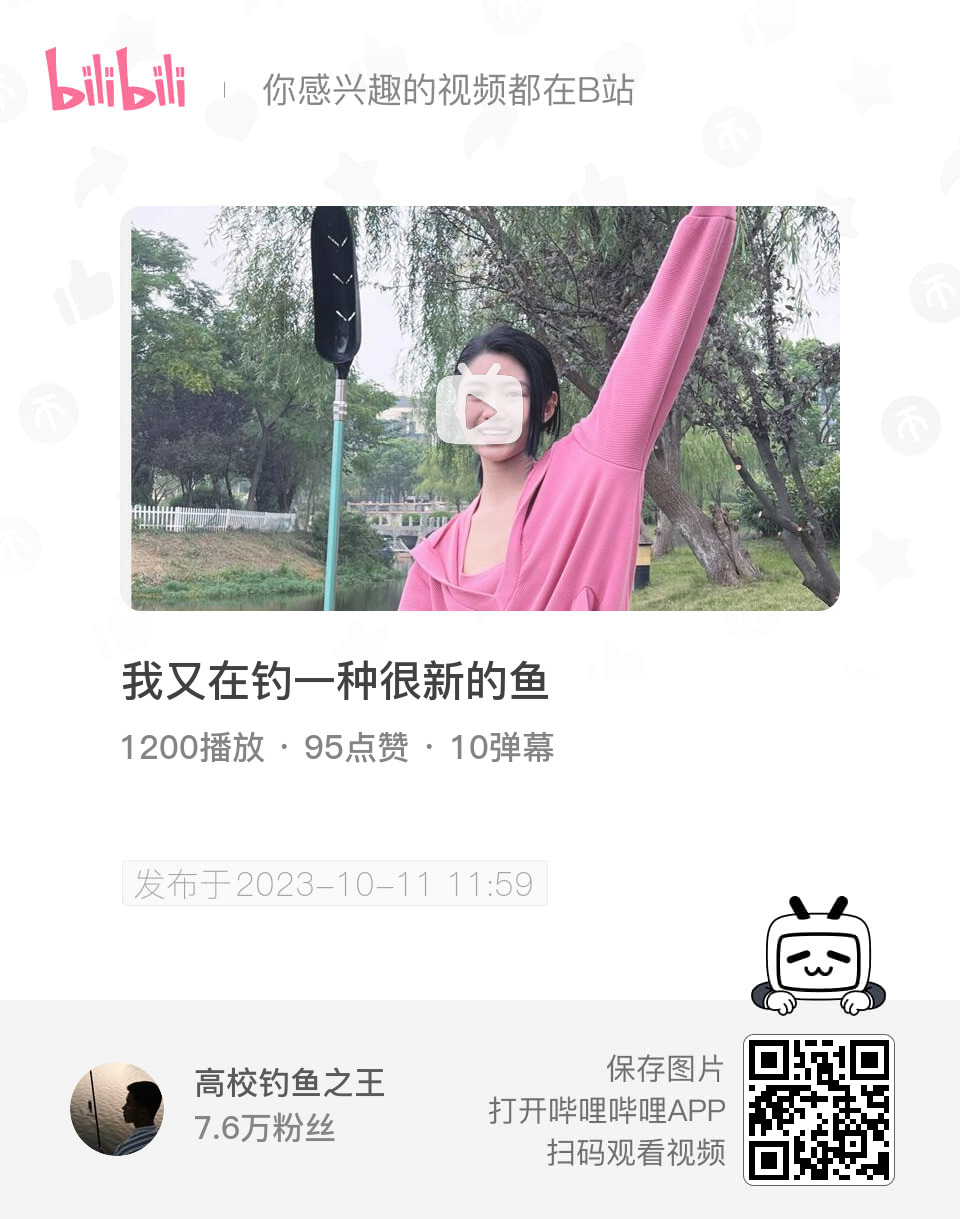 bilibili
你感兴趣的视频都在B站
我又在钓一种很新的鱼
1200播放 · 95点赞 · 10弹幕
发布于2023-10-11 11:59
高校钓鱼之王
7.6万粉丝
保存图片
打开哔哩哔哩APP
扫码观看视频